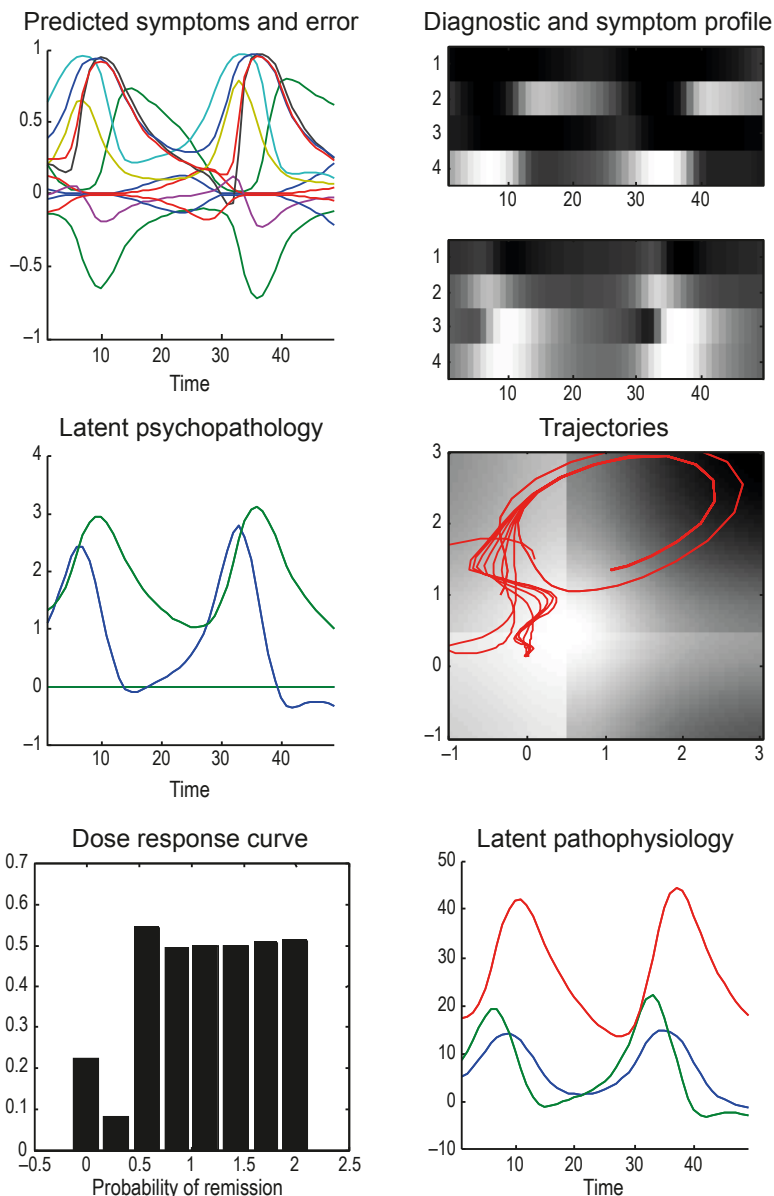 Predicted symptoms and error
1
0.5
0
−0.5
−1
10 20 30 40
Time
Diagnostic and symptom profile
1
2
3
4
10 20 30 40
1
2
3
4
10 20 30 40
Latent psychopathology
4
3
2
1
0
−1
10 20 30 40
Time
Trajectories
3
2
1
0
−1
−1 0 1 2 3
Dose response curve
0.7
0.6
0.5
0.4
0.3
0.2
0.1
0
−0.5 0 0.5 1 1.5 2 2.5
Probability of remission
Latent pathophysiology
50
40
30
20
10
0
−10
10 20 30 40
Time